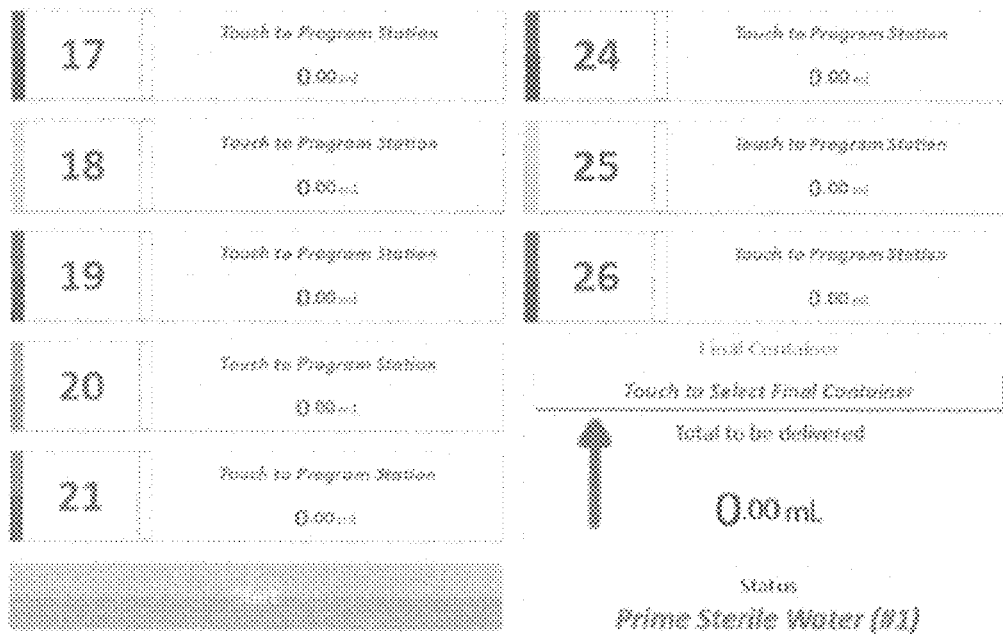 17
Touch to Program Station
0.00 mL
18
Touch to Program Station
0.00 mL
19
Touch to Program Station
0.00 mL
20
Touch to Program Station
0.00 mL
21
Touch to Program Station
0.00 mL
24
Touch to Program Station
0.00 mL
25
Touch to Program Station
0.00 mL
26
Touch to Program Station
0.00 mL
Final Container
Touch to Select Final Container
Total to be delivered
0.00 mL
Status
Prime Sterile Water (#1)